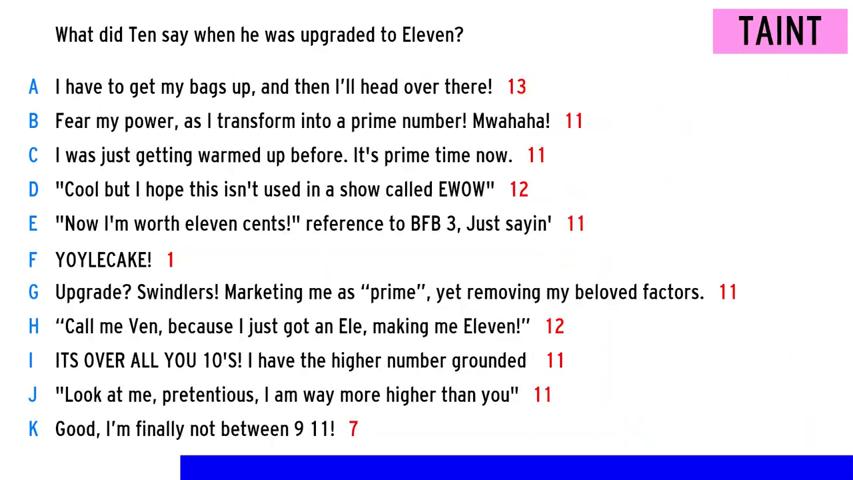 What did Ten say when he was upgraded to Eleven?
TAINT
A I have to get my bags up, and then I'll head over there! 13
B Fear my power, as I transform into a prime number! Mwahaha! 11
C I was just getting warmed up before. It's prime time now. 11
D "Cool but I hope this isn't used in a show called EWOW" 12
E "Now I'm worth eleven cents!" reference to BFB 3, Just sayin' 11
F YOYLECAKE! 1
G Upgrade? Swindlers! Marketing me as “prime”, yet removing my beloved factors. 11
H “Call me Ven, because I just got an Ele, making me Eleven!” 12
I ITS OVER ALL YOU 10'S! I have the higher number grounded 11
J "Look at me, pretentious, I am way more higher than you" 11
K Good, I'm finally not between 9 11! 7